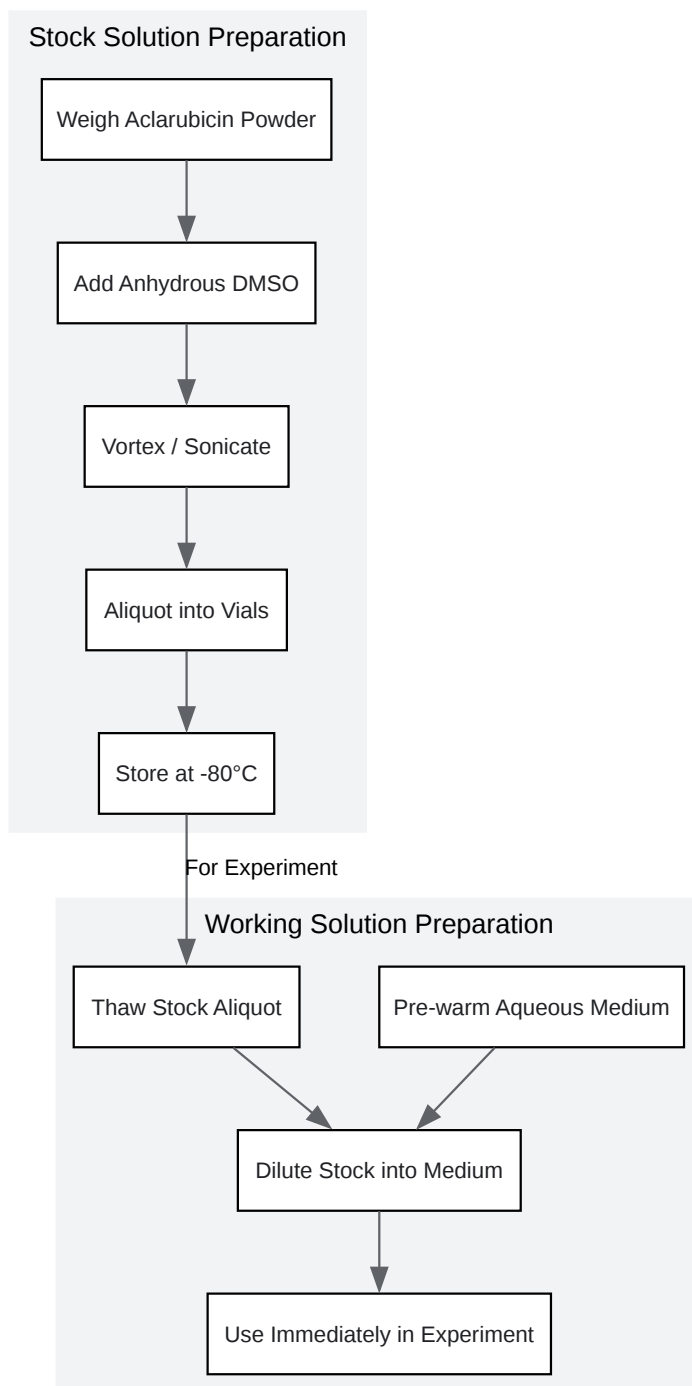 Stock Solution Preparation
Weigh Aclarubicin Powder
Add Anhydrous DMSO
Vortex / Sonicate
Aliquot into Vials
Store at -80°C
For Experiment
Working Solution Preparation
Thaw Stock Aliquot
Pre-warm Aqueous Medium
Dilute Stock into Medium
Use Immediately in Experiment